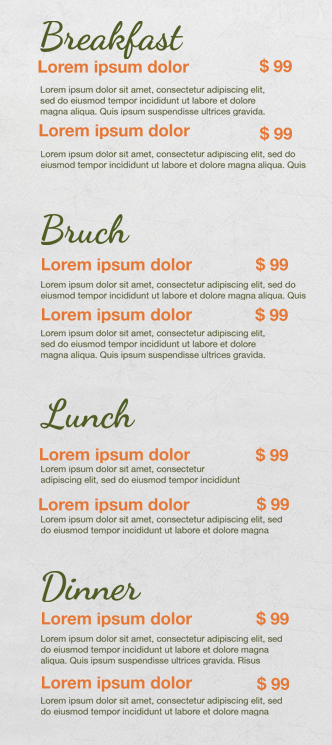 Breakfast
Lorem ipsum dolor $ 99
Lorem ipsum dolor sit amet, consectetur adipiscing elit,
sed do eiusmod tempor incididunt ut labore et dolore
magna aliqua. Quis ipsum suspendisse ultrices gravida.
Lorem ipsum dolor $ 99
Lorem ipsum dolor sit amet, consectetur adipiscing elit, sed do
eiusmod tempor incididunt ut labore et dolore magna aliqua. Quis
Bruch
Lorem ipsum dolor $ 99
Lorem ipsum dolor sit amet, consectetur adipiscing elit, sed do
eiusmod tempor incididunt ut labore et dolore magna aliqua. Quis
Lorem ipsum dolor $ 99
Lorem ipsum dolor sit amet, consectetur adipiscing elit,
sed do eiusmod tempor incididunt ut labore et dolore
magna aliqua. Quis ipsum suspendisse ultrices gravida.
Lunch
Lorem ipsum dolor $ 99
Lorem ipsum dolor sit amet, consectetur
adipiscing elit, sed do eiusmod tempor incididunt
Lorem ipsum dolor $ 99
Lorem ipsum dolor sit amet, consectetur adipiscing elit, sed
do eiusmod tempor incididunt ut labore et dolore magna
Dinner
Lorem ipsum dolor $ 99
Lorem ipsum dolor sit amet, consectetur adipiscing elit, sed
do eiusmod tempor incididunt ut labore et dolore magna
aliqua. Quis ipsum suspendisse ultrices gravida. Risus
Lorem ipsum dolor $ 99
Lorem ipsum dolor sit amet, consectetur adipiscing elit, sed
do eiusmod tempor incididunt ut labore et dolore magna